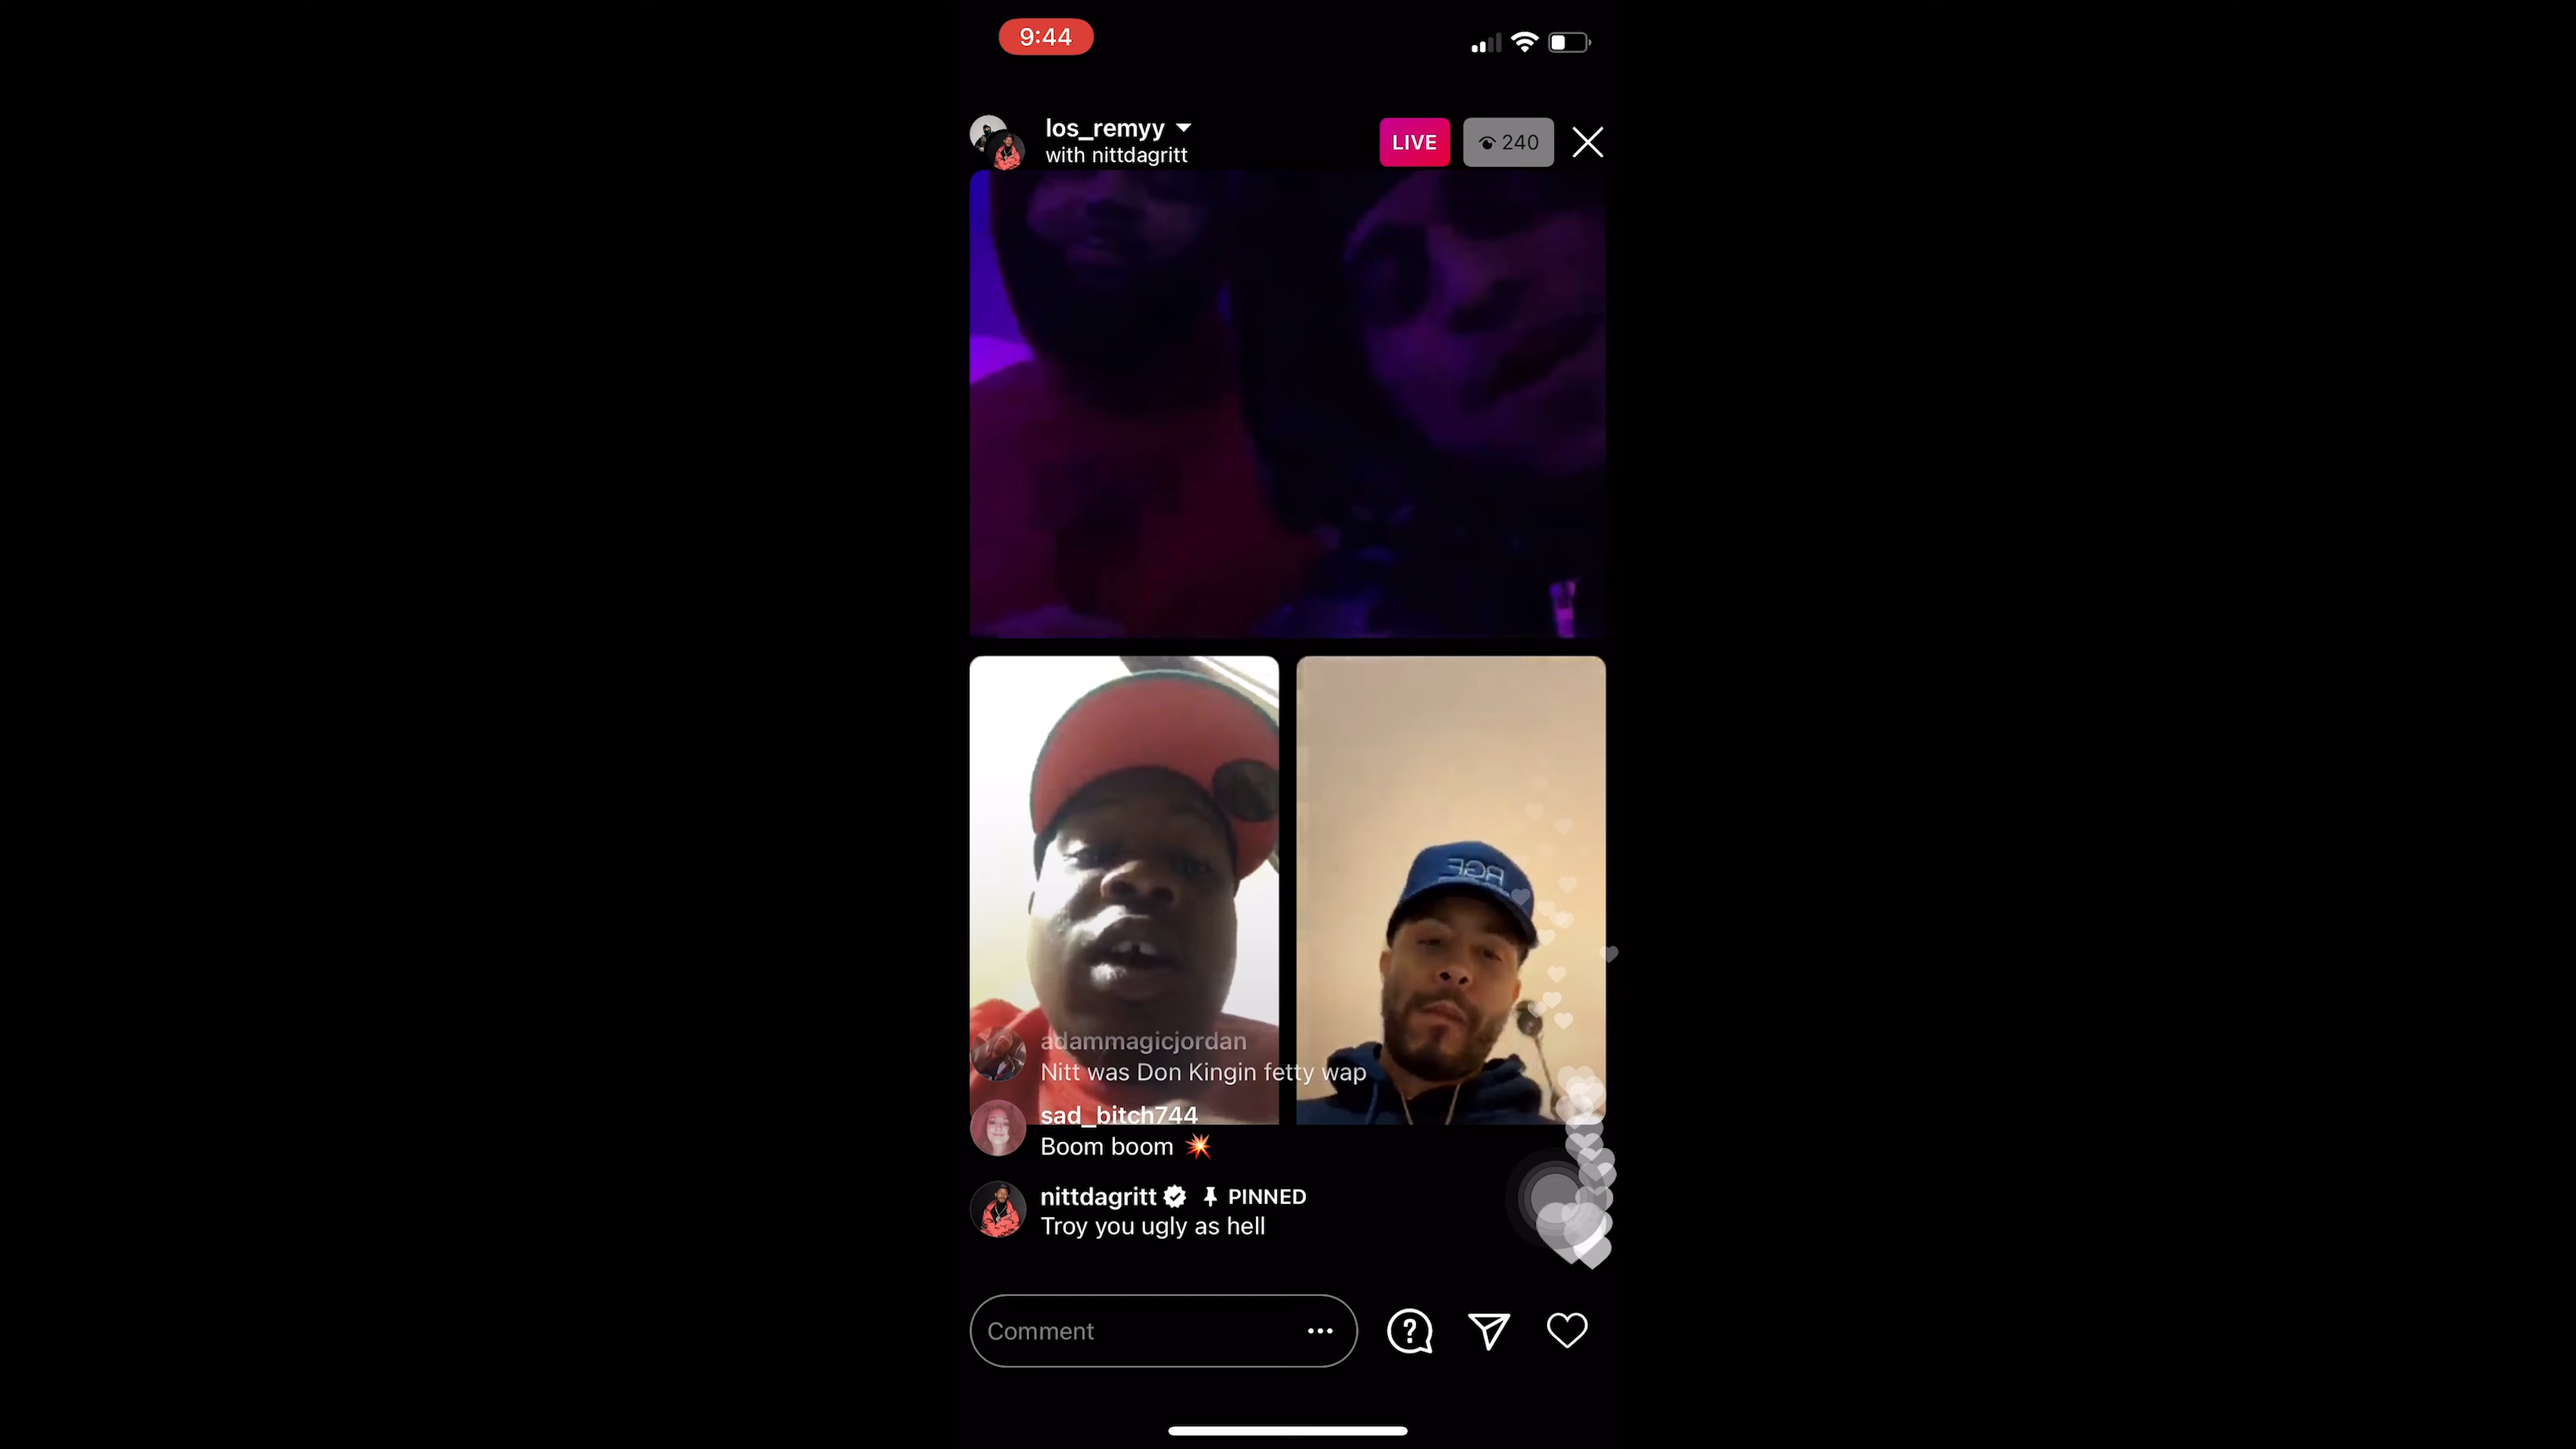 9:44
los_remyy
with nittdagritt
LIVE
240
RGF
adammagicjordan
Nitt was Don Kingin fetty wap
sad_bitch744
Boom boom 💥
nittdagritt PINNED
Troy you ugly as hell
Comment